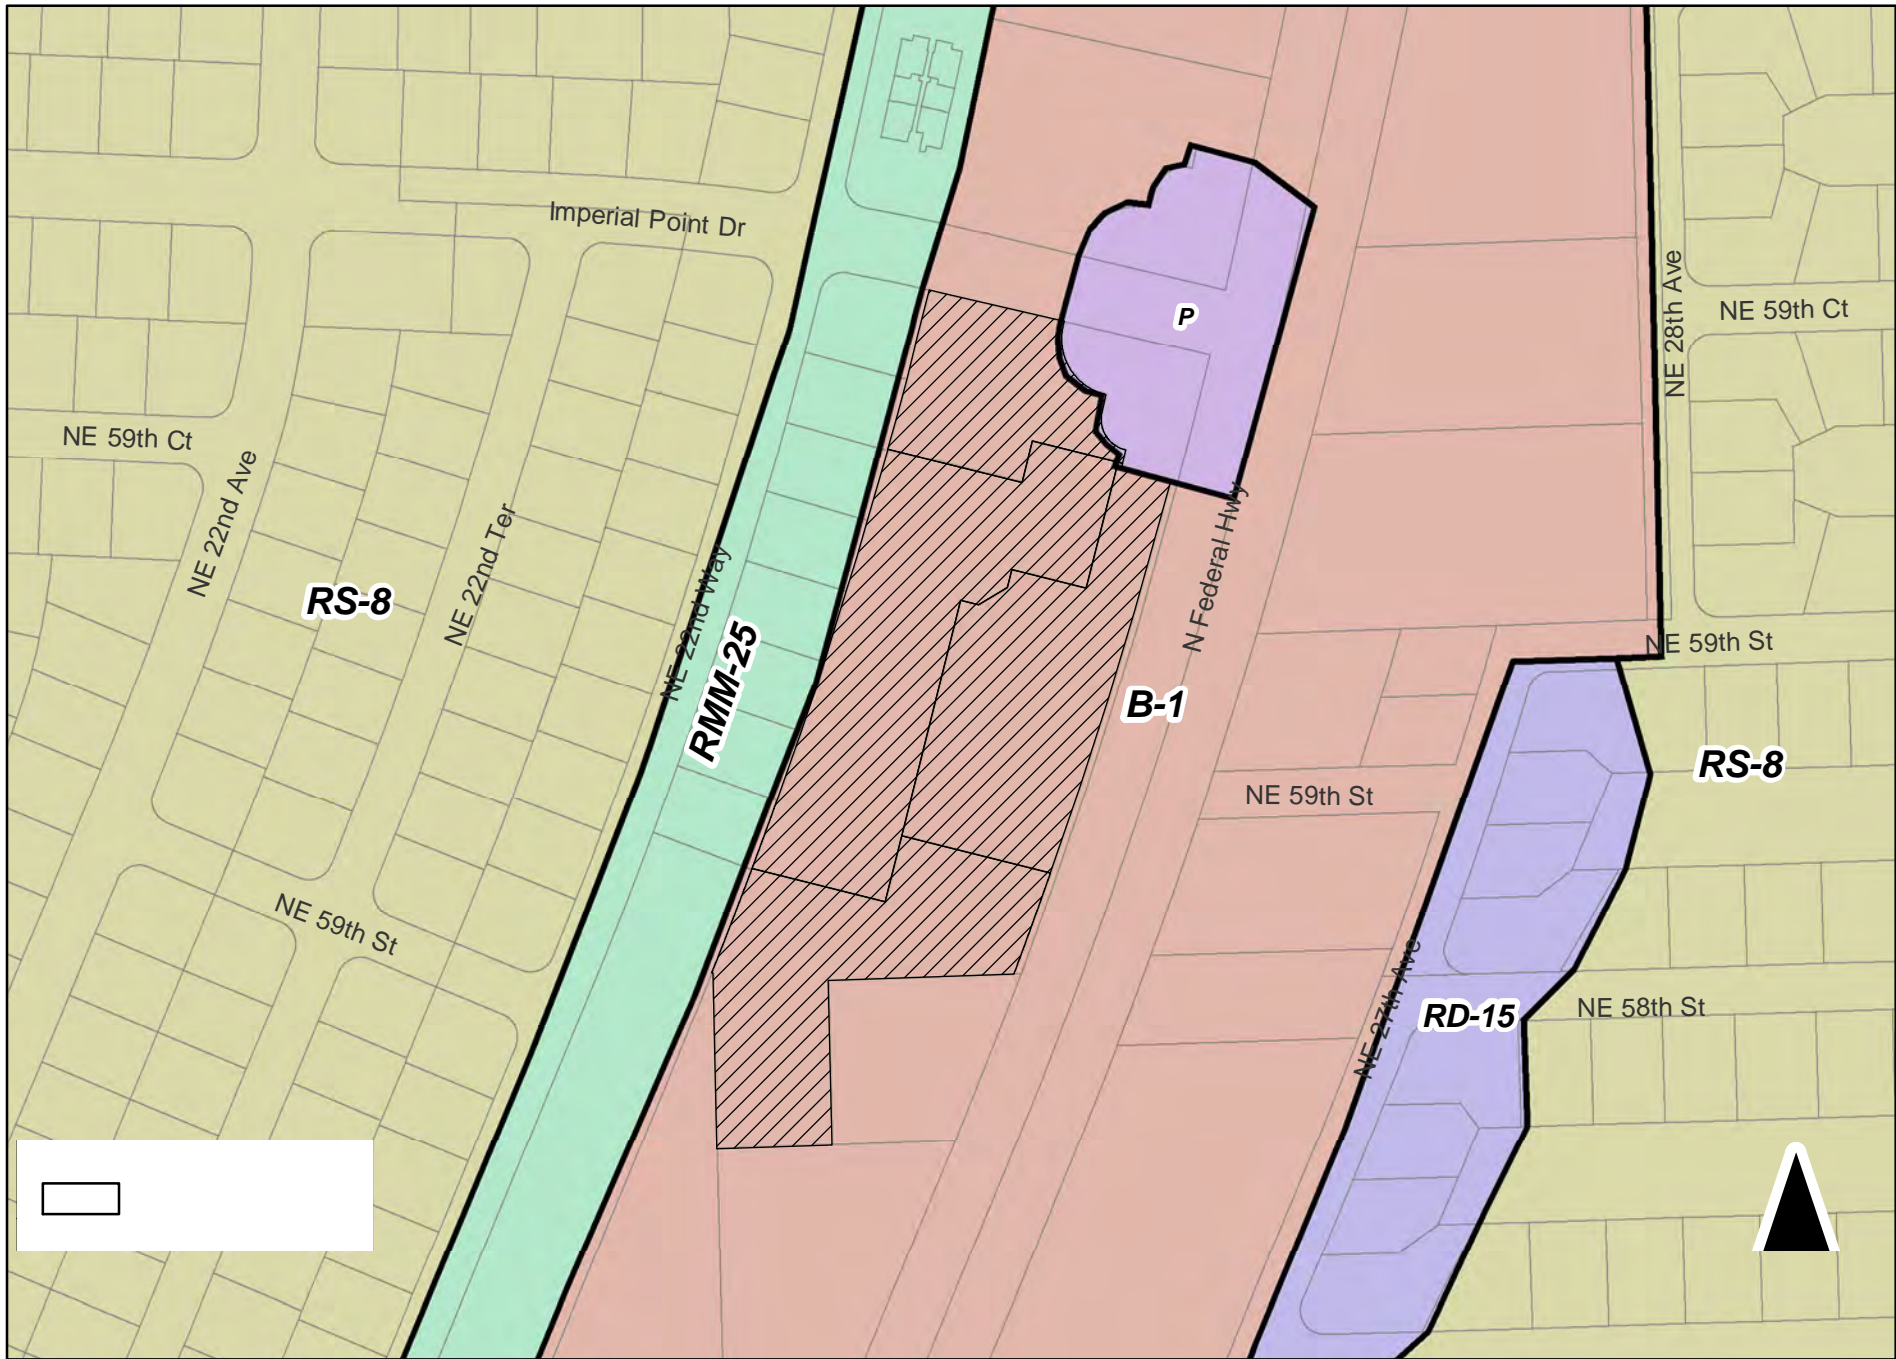 Imperial Point Dr
P
NE 28th Ave
NE 59th Ct
NE 59th Ct
NE 22nd Ave
NE 22nd Ter
N Federal Hwy
RS-8
NE 22nd Way
RMM-25
NE 59th St
B-1
RS-8
NE 59th St
NE 59th St
NE 27th Ave
RD-15
NE 58th St